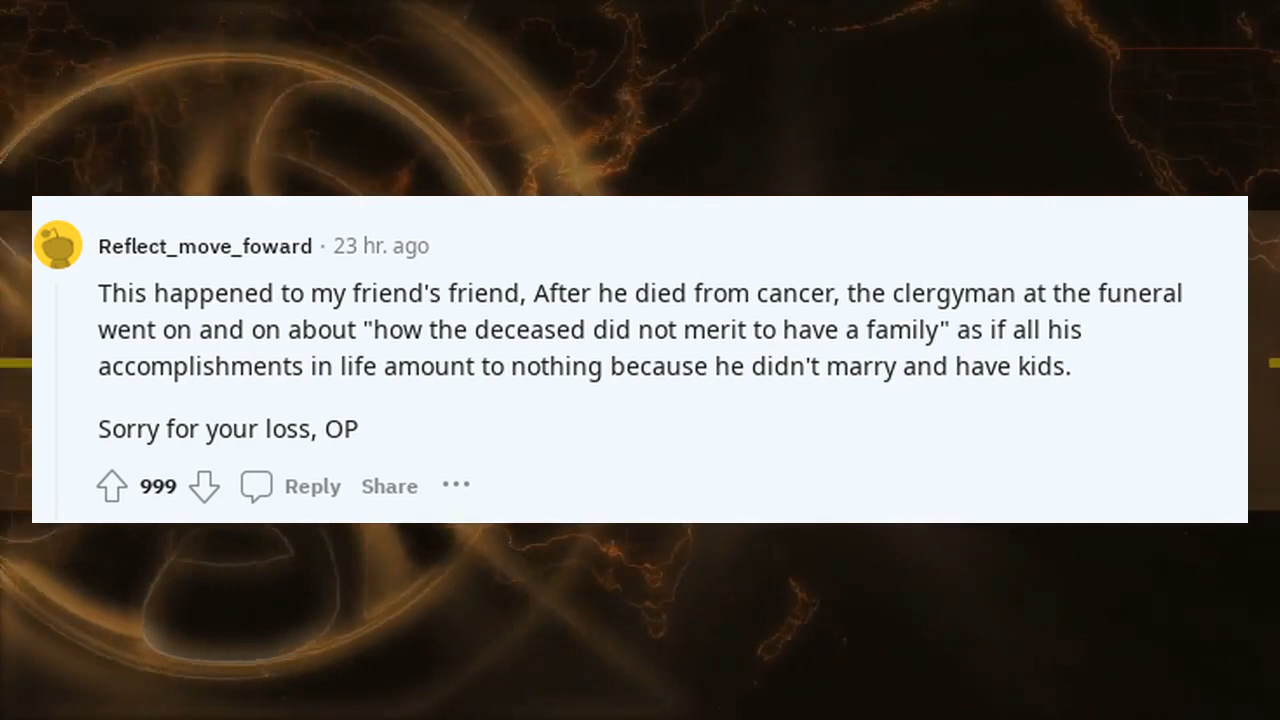 Reflect_move_foward · 23 hr. ago
This happened to my friend's friend, After he died from cancer, the clergyman at the funeral
went on and on about "how the deceased did not merit to have a family" as if all his
accomplishments in life amount to nothing because he didn't marry and have kids.
Sorry for your loss, OP
999 Reply Share ···